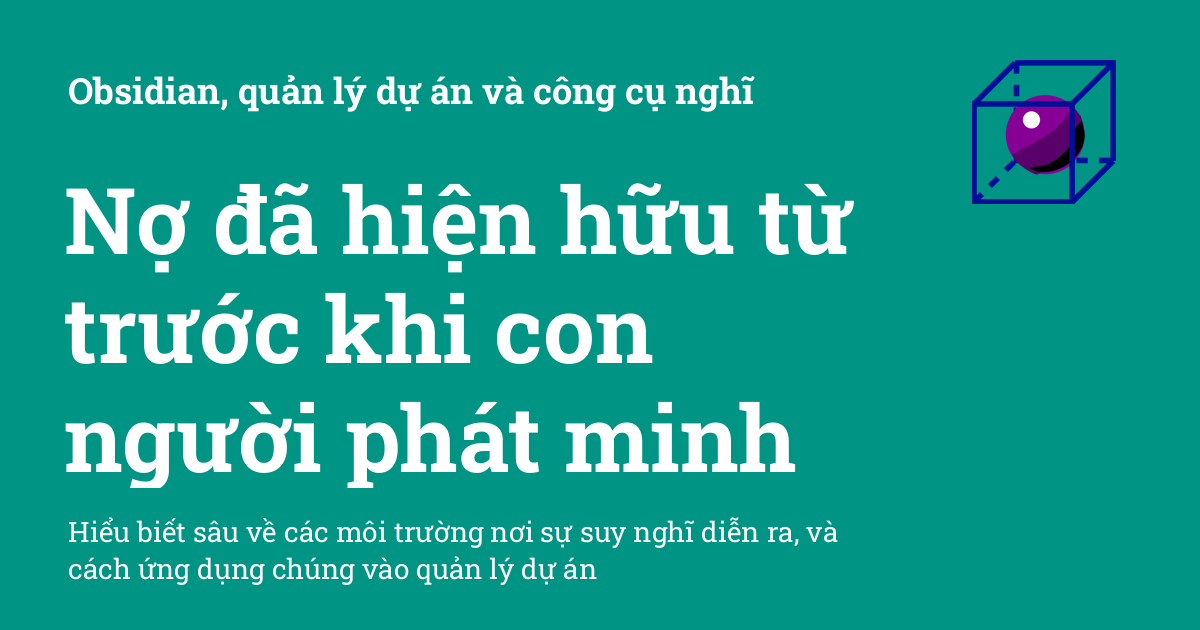 Obsidian, quản lý dự án và công cụ nghĩ
Nợ đã hiện hữu từ
trước khi con
người phát minh
Hiểu biết sâu về các môi trường nơi sự suy nghĩ diễn ra, và
cách ứng dụng chúng vào quản lý dự án